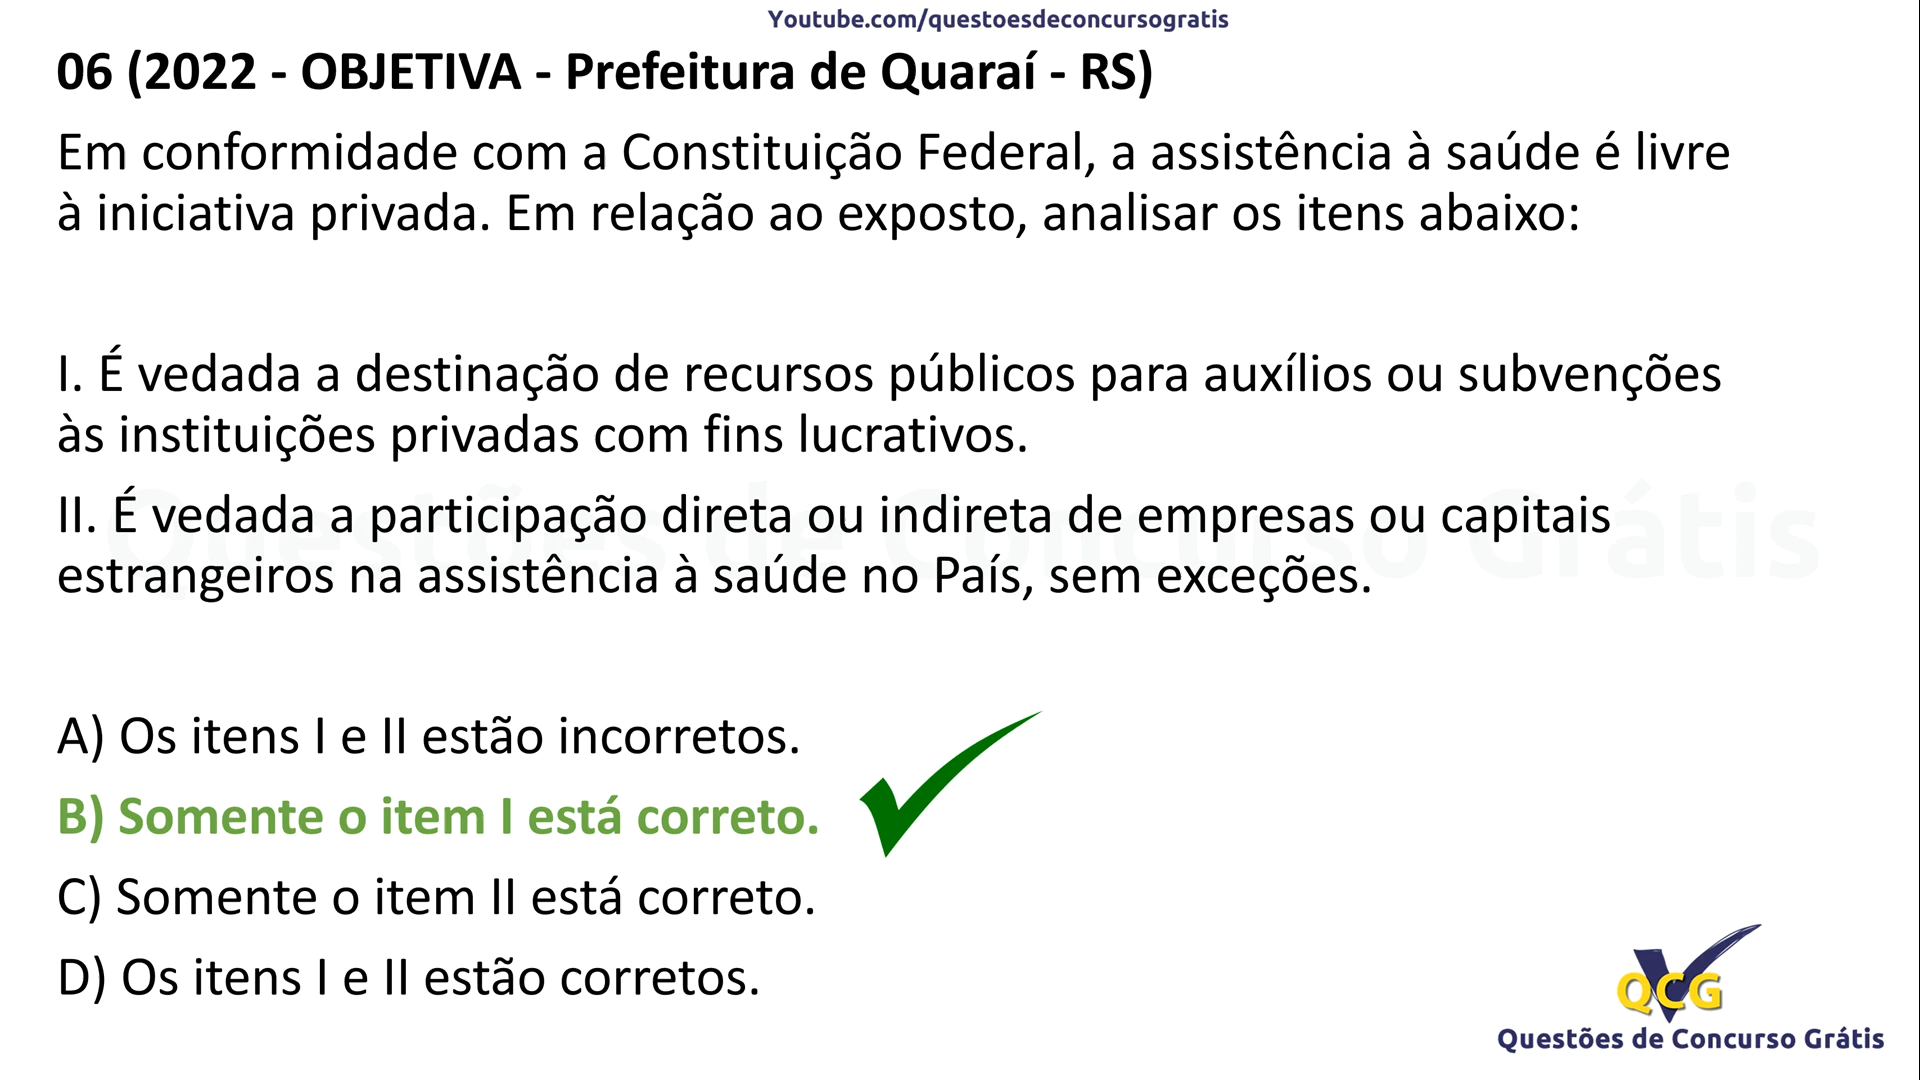 Youtube.com/questoesdeconcursogratis
06 (2022 - OBJETIVA - Prefeitura de Quaraí - RS)
Em conformidade com a Constituição Federal, a assistência à saúde é livre
à iniciativa privada. Em relação ao exposto, analisar os itens abaixo:
I. É vedada a destinação de recursos públicos para auxílios ou subvenções
às instituições privadas com fins lucrativos.
II. É vedada a participação direta ou indireta de empresas ou capitais
estrangeiros na assistência à saúde no País, sem exceções.
Questões de Concurso Grátis
A) Os itens I e II estão incorretos.
B) Somente o item I está correto.
C) Somente o item II está correto.
D) Os itens I e II estão corretos.
QCG
Questões de Concurso Grátis